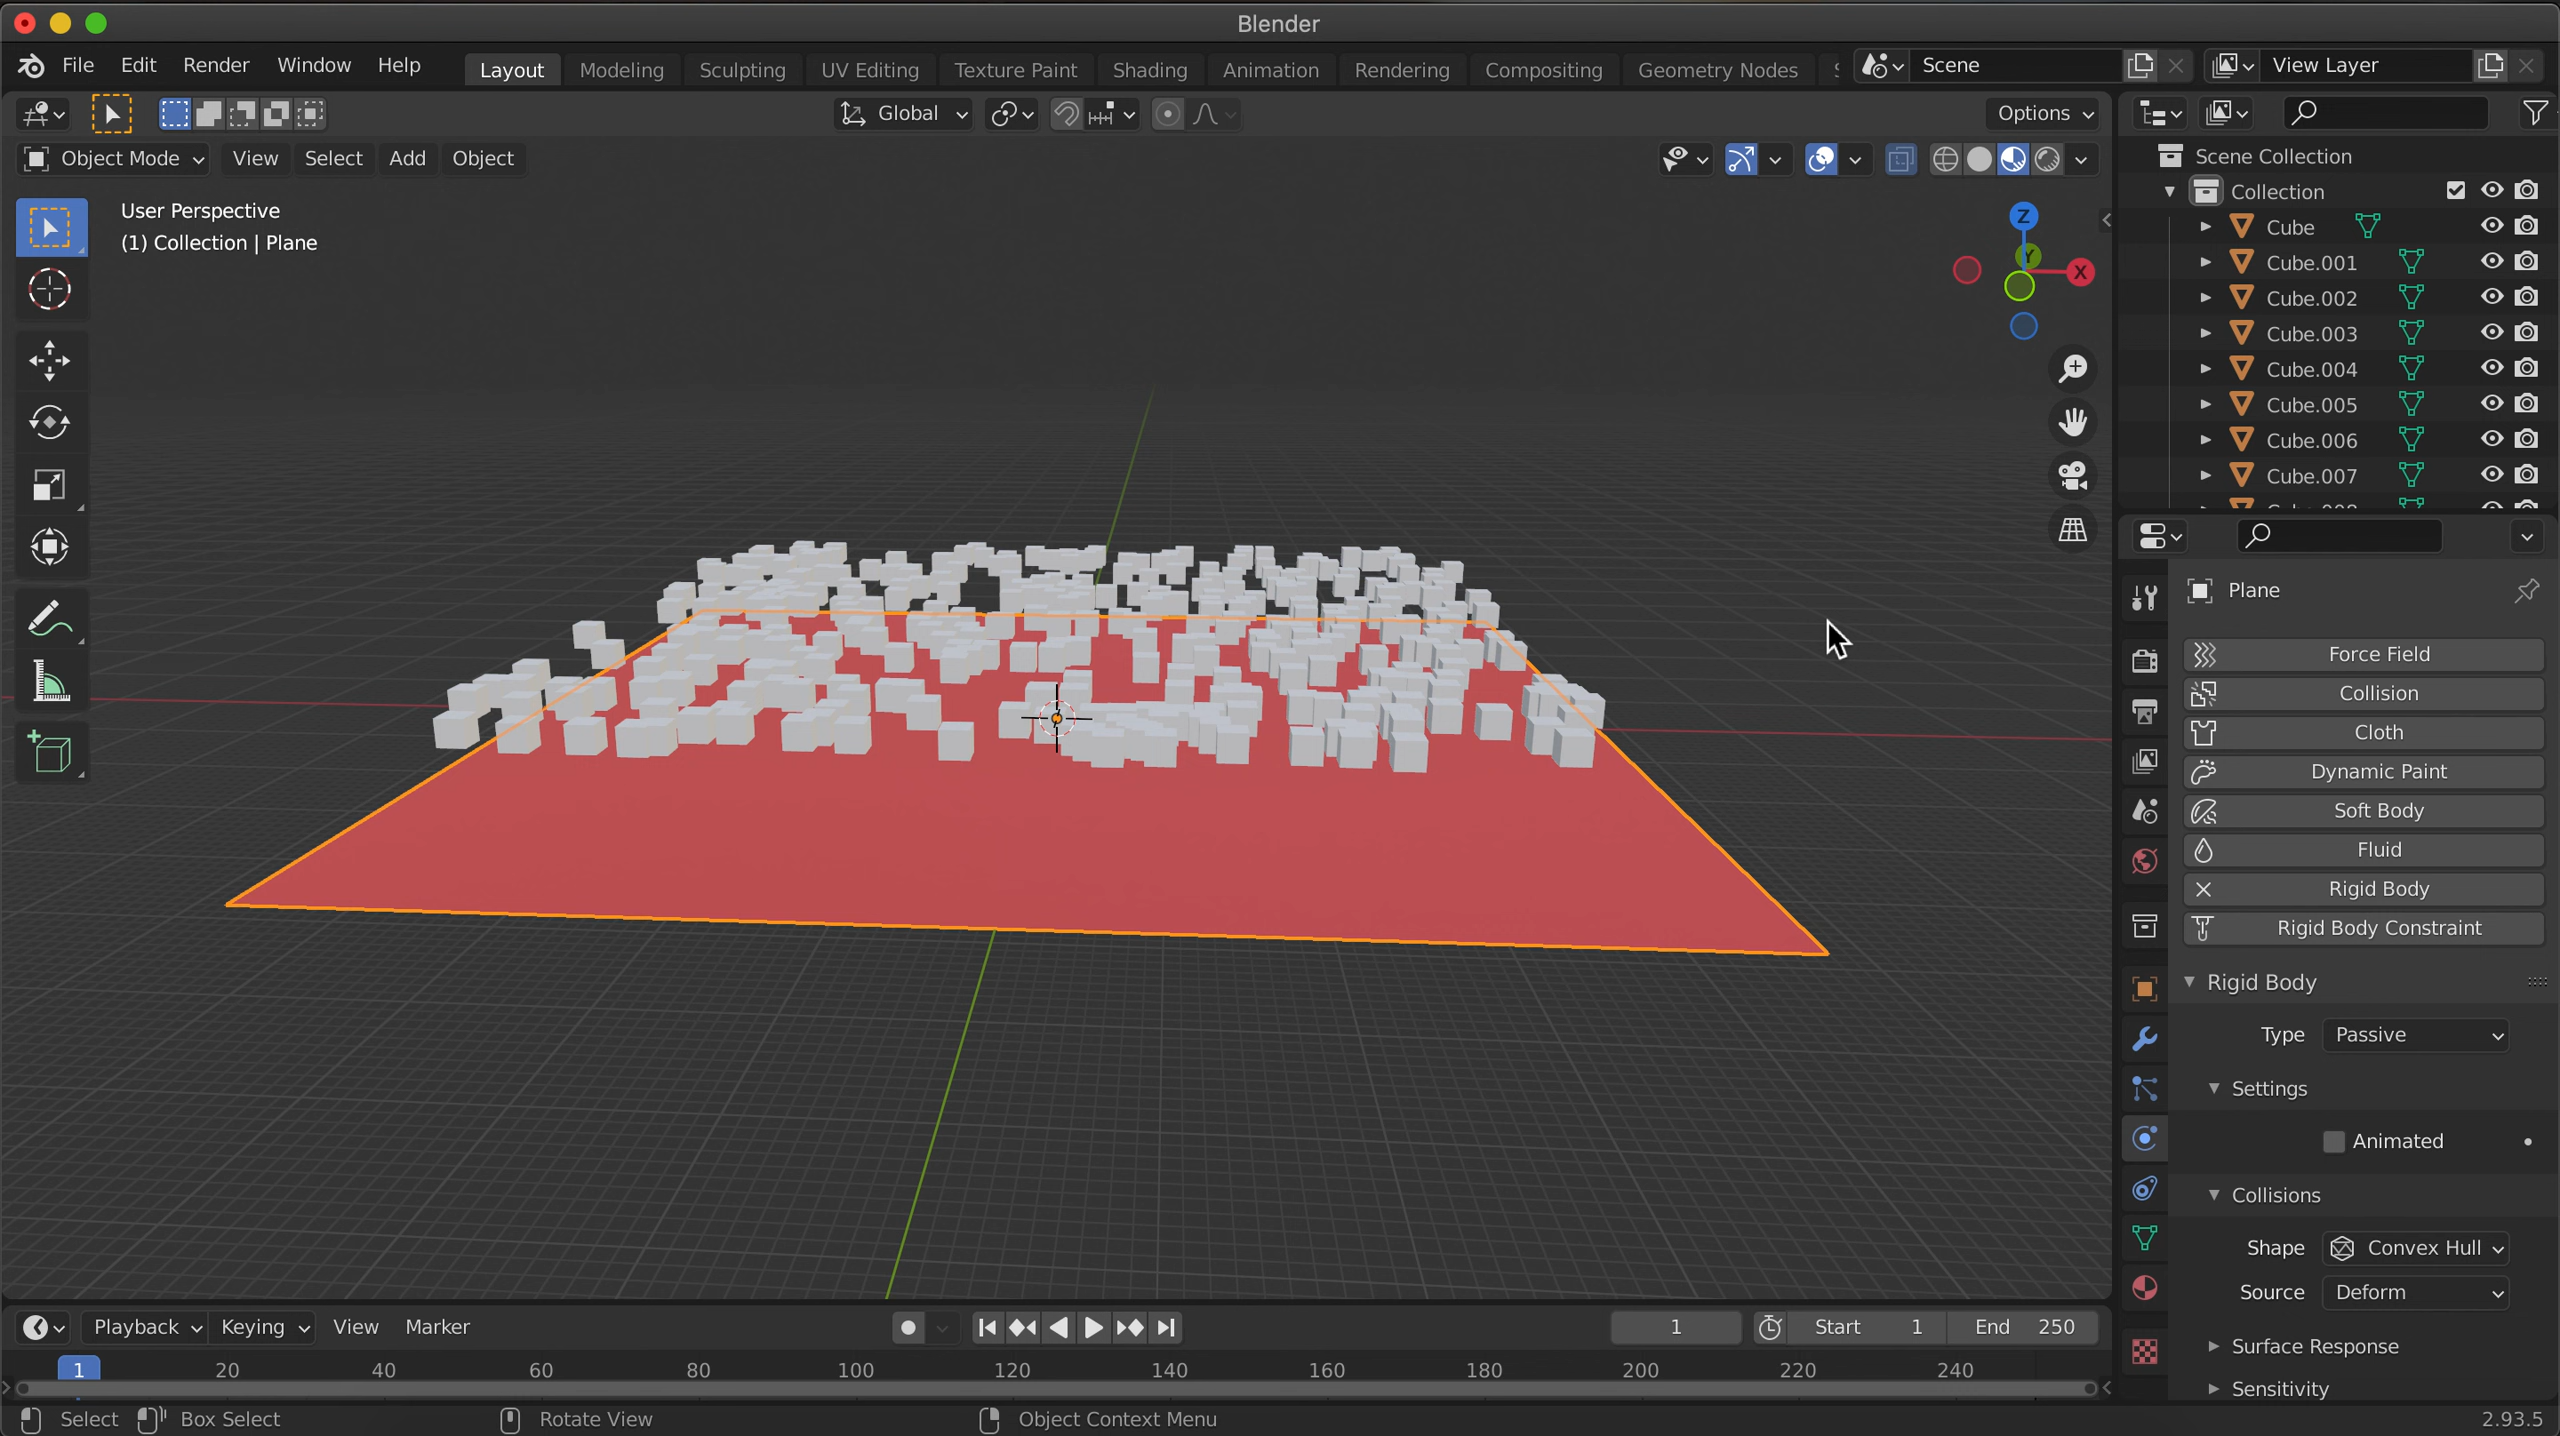 Blender
File Edit Render Window Help Layout Modeling Sculpting UV Editing Texture Paint Shading Animation Rendering Compositing Geometry Nodes Scene View Layer
Global Options
Object Mode View Select Add Object
User Perspective
(1) Collection | Plane
Z
Y
X
Scene Collection
Collection
Cube
Cube.001
Cube.002
Cube.003
Cube.004
Cube.005
Cube.006
Cube.007
Plane
Force Field
Collision
Cloth
Dynamic Paint
Soft Body
Fluid
Rigid Body
Rigid Body Constraint
Rigid Body
Type Passive
Settings
Animated
Collisions
Shape Convex Hull
Source Deform
Surface Response
Sensitivity
Playback Keying View Marker 1 Start 1 End 250
1 20 40 60 80 100 120 140 160 180 200 220 240
Select Box Select Rotate View Object Context Menu 2.93.5